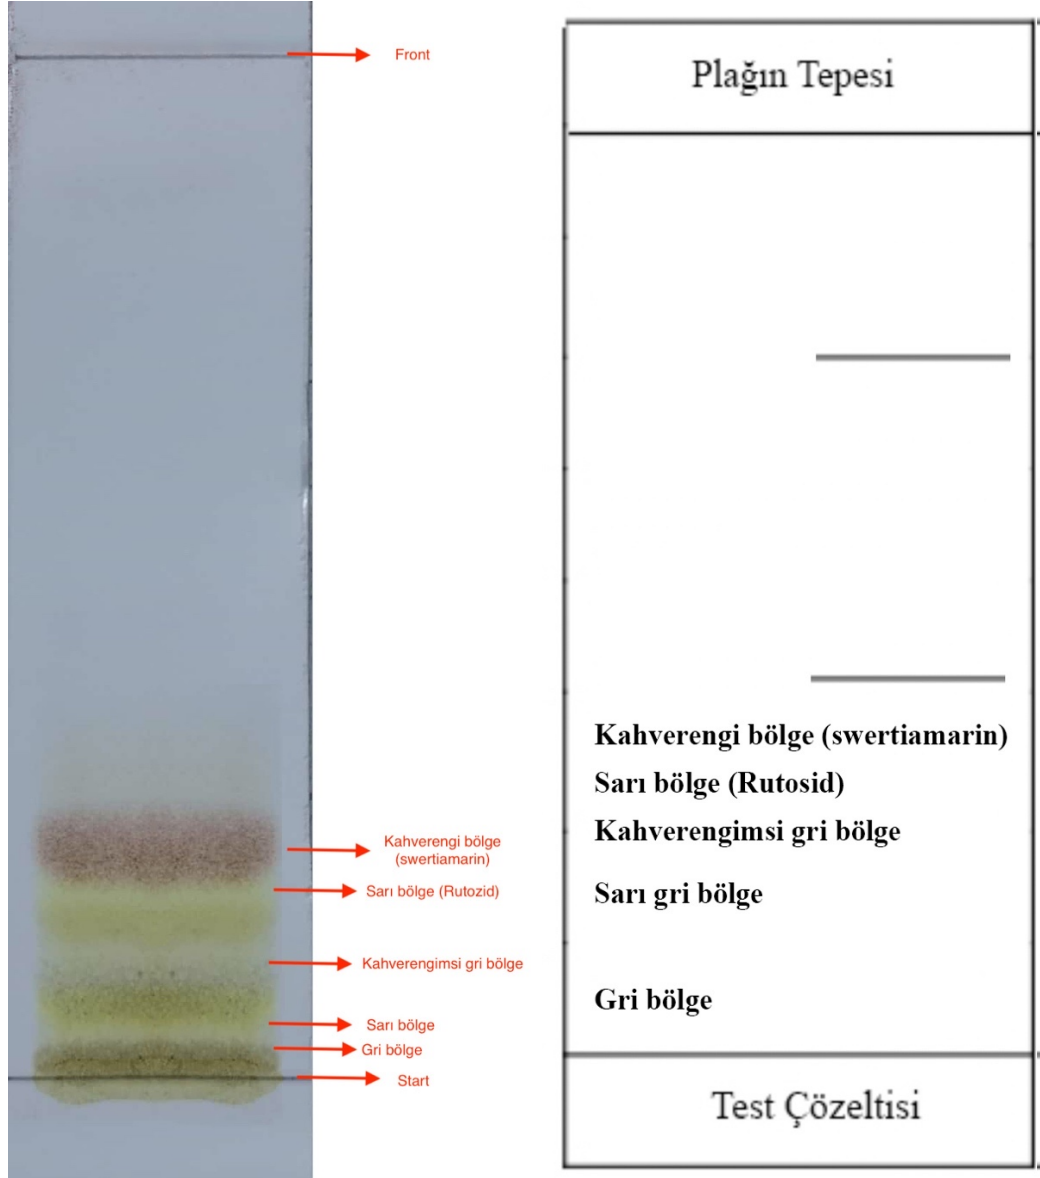 Front
Kahverengi bölge
(swertiamarin)
Sarı bölge (Rutozid)
Kahverengimsi gri bölge
Sarı bölge
Gri bölge
Start
Plağın Tepesi
Kahverengi bölge (swertiamarin)
Sarı bölge (Rutosid)
Kahverengimsi gri bölge
Sarı gri bölge
Gri bölge
Test Çözeltisi